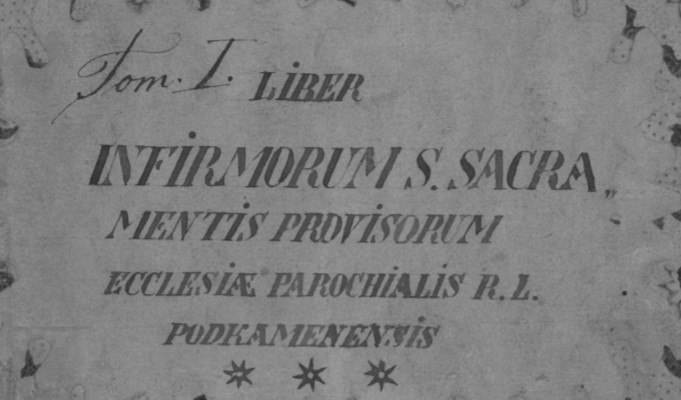 Tom. I. LIBER
INFIRMORUM S. SACRA„
MENTIS PROVISORUM
ECCLESIÆ PAROCHIALIS R. L.
PODKAMENENSIS